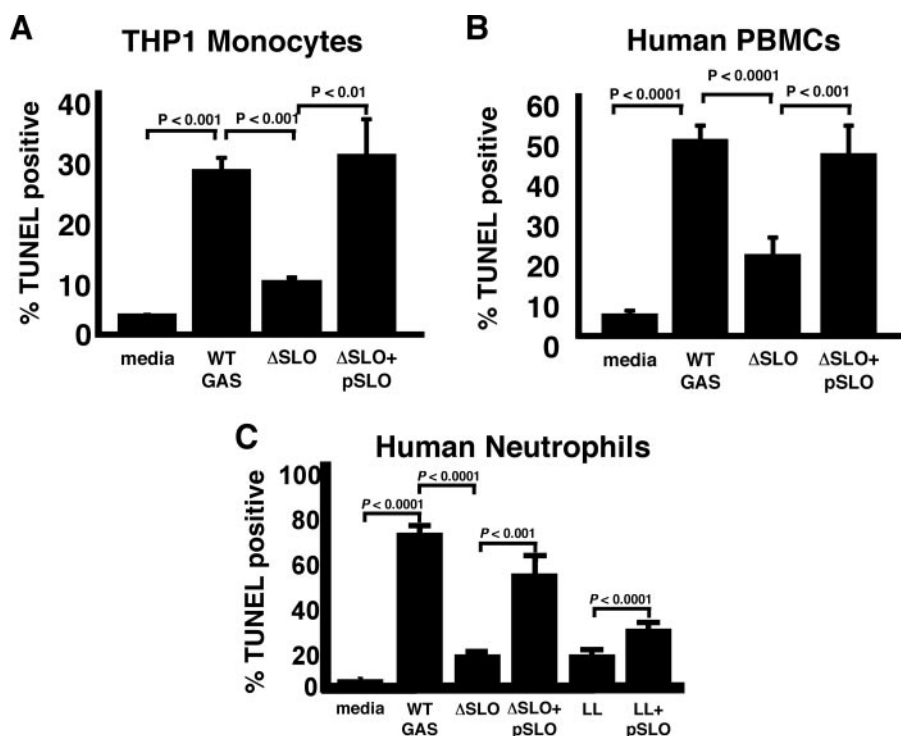 A
THP1 Monocytes
% TUNEL positive
40
30
20
10
0
P < 0.001
P < 0.001
P < 0.01
media
WT
GAS
ΔSLO
ΔSLO+
pSLO
B
Human PBMCs
% TUNEL positive
60
50
40
30
20
10
0
P < 0.0001
P < 0.0001
P < 0.001
media
WT
GAS
ΔSLO
ΔSLO+
pSLO
C
Human Neutrophils
% TUNEL positive
100
80
60
40
20
0
P < 0.0001
P < 0.0001
P < 0.001
P < 0.0001
media
WT
GAS
ΔSLO
ΔSLO+
pSLO
LL
LL+
pSLO